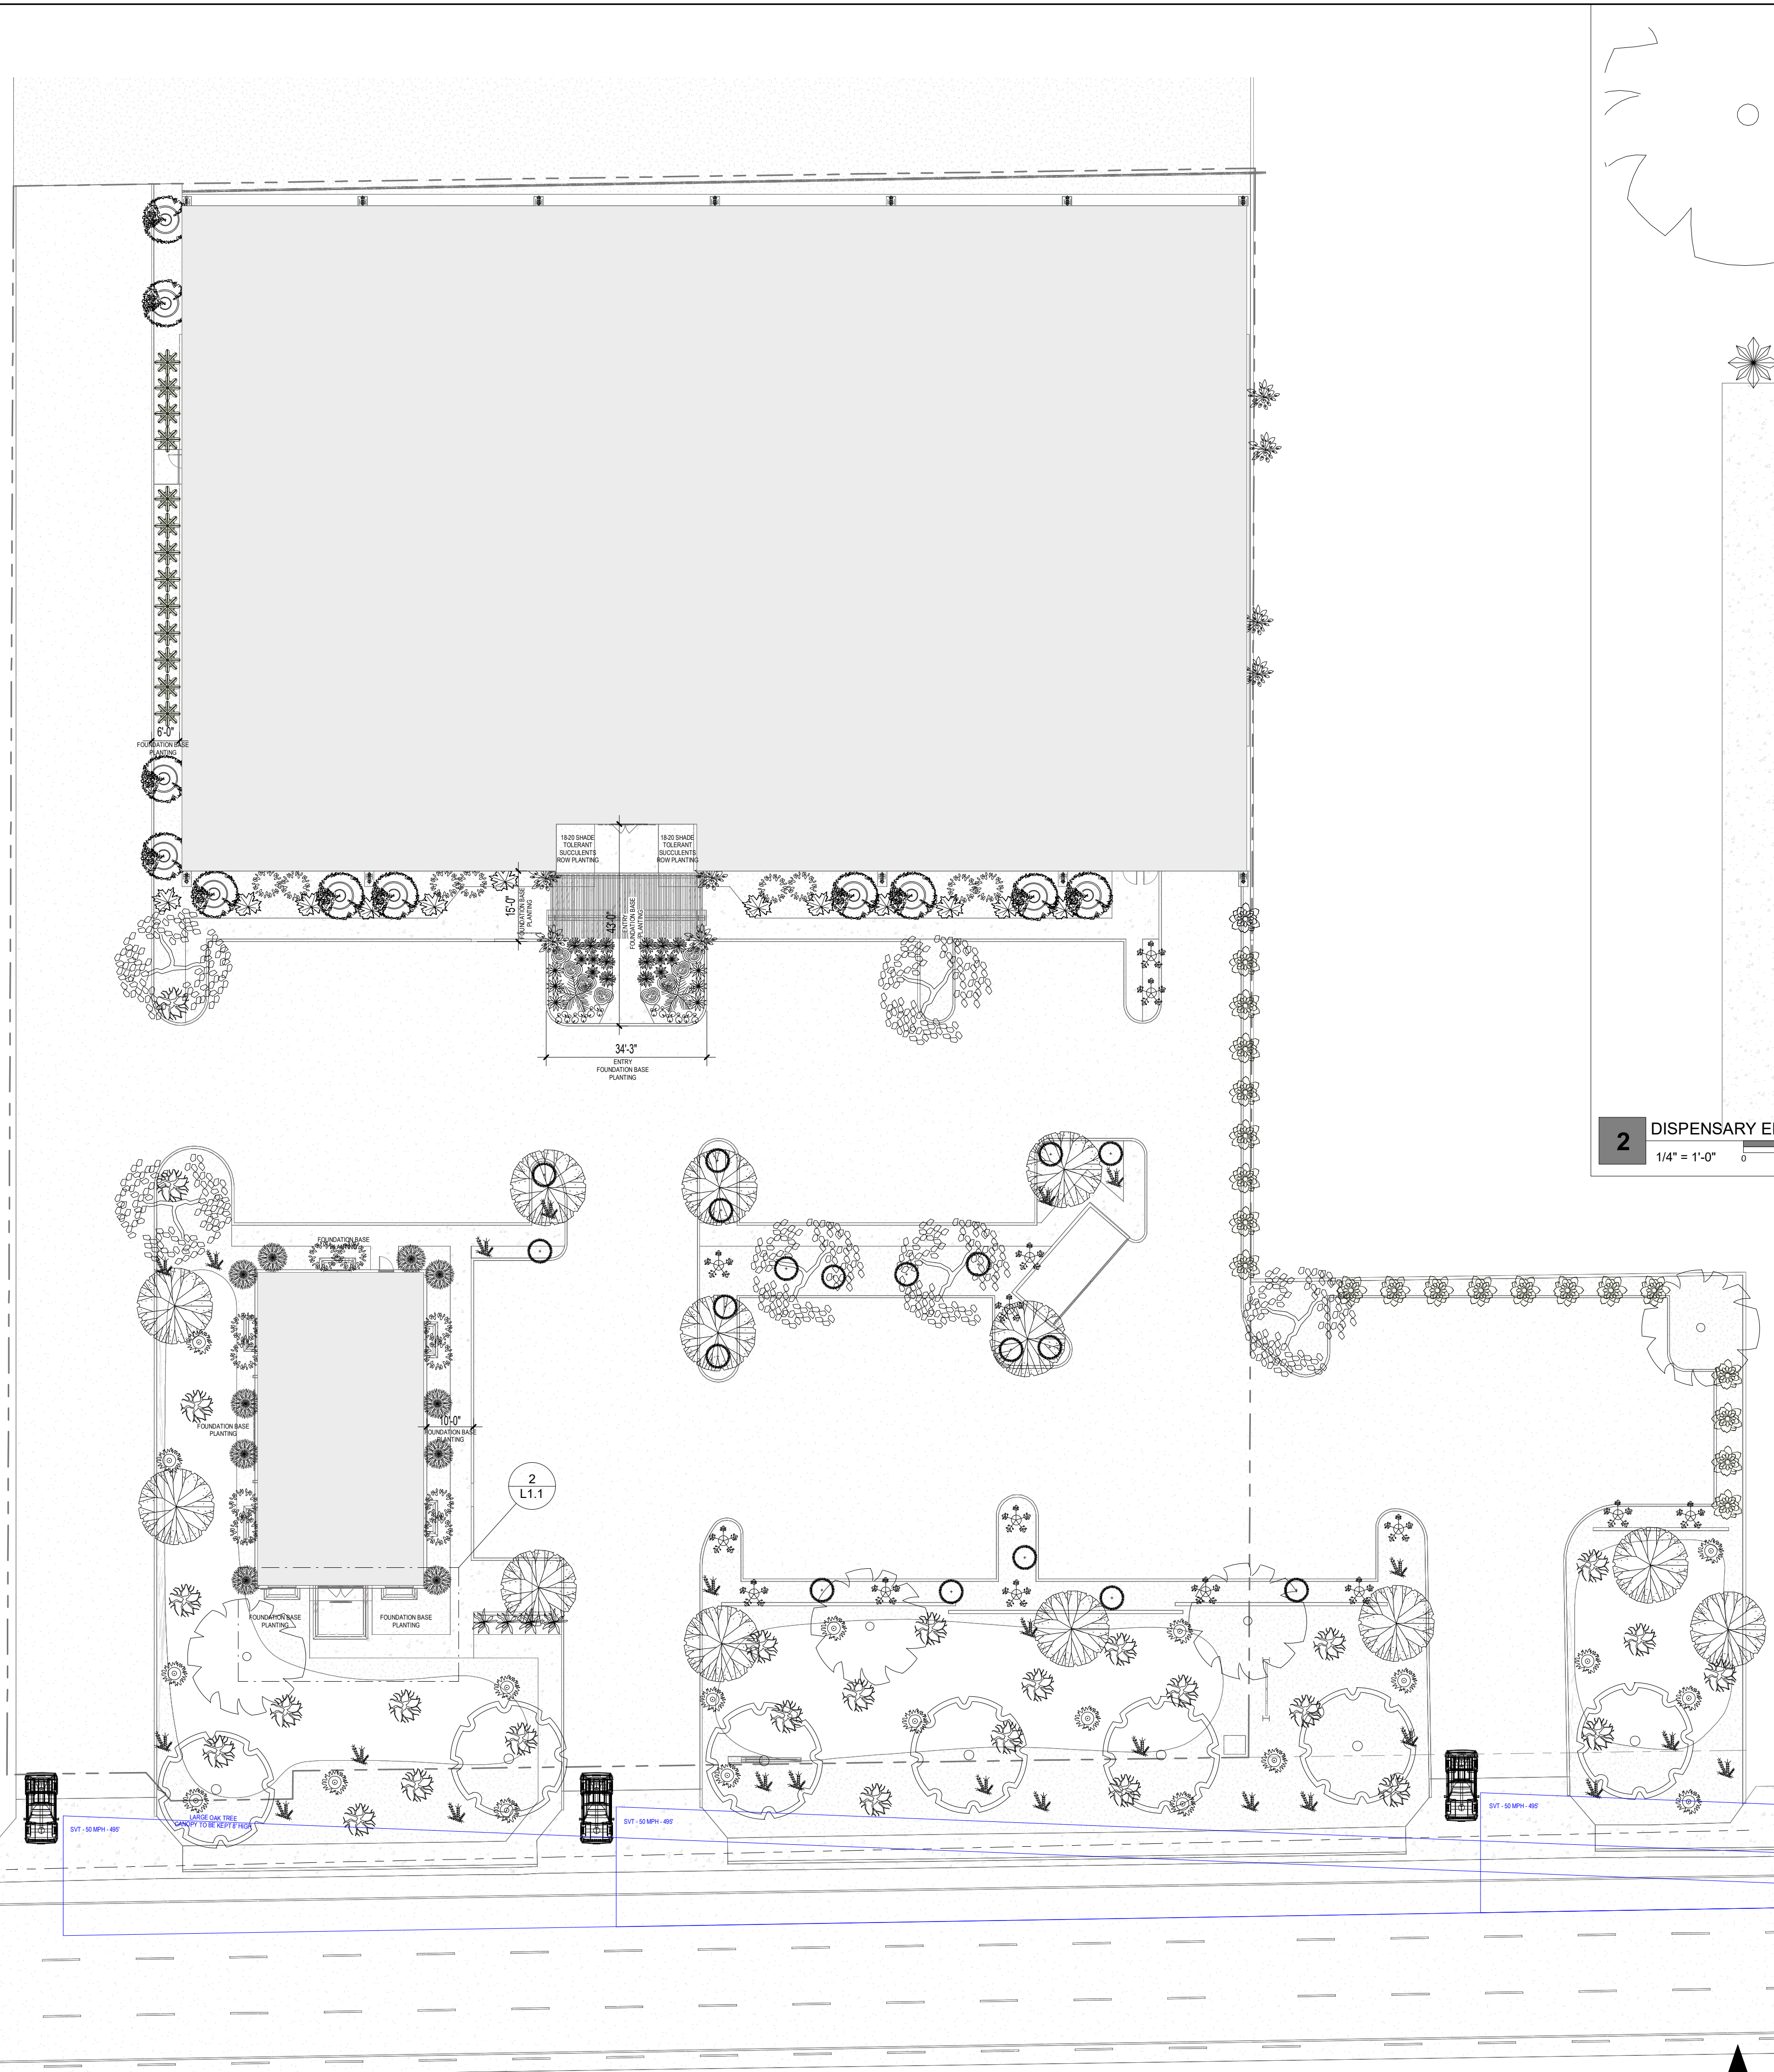 6'-0"
FOUNDATION BASE
PLANTING
18-20 SHADE
TOLERANT
SUCCULENTS
ROW PLANTING
18-20 SHADE
TOLERANT
SUCCULENTS
ROW PLANTING
15'-0"
FOUNDATION BASE
PLANTING
43'-0"
ENTRY
FOUNDATION BASE
PLANTING
34'-3"
ENTRY
FOUNDATION BASE
PLANTING
2
DISPENSARY
1/4" = 1'-0"
0
FOUNDATION BASE
PLANTING
FOUNDATION BASE
PLANTING
10'-0"
FOUNDATION BASE
PLANTING
2
L1.1
FOUNDATION BASE
PLANTING
FOUNDATION BASE
PLANTING
LARGE OAK TREE
CANOPY TO BE KEPT 8' HIGH
SVT - 50 MPH - 495'
SVT - 50 MPH - 495'
SVT - 50 MPH - 495'